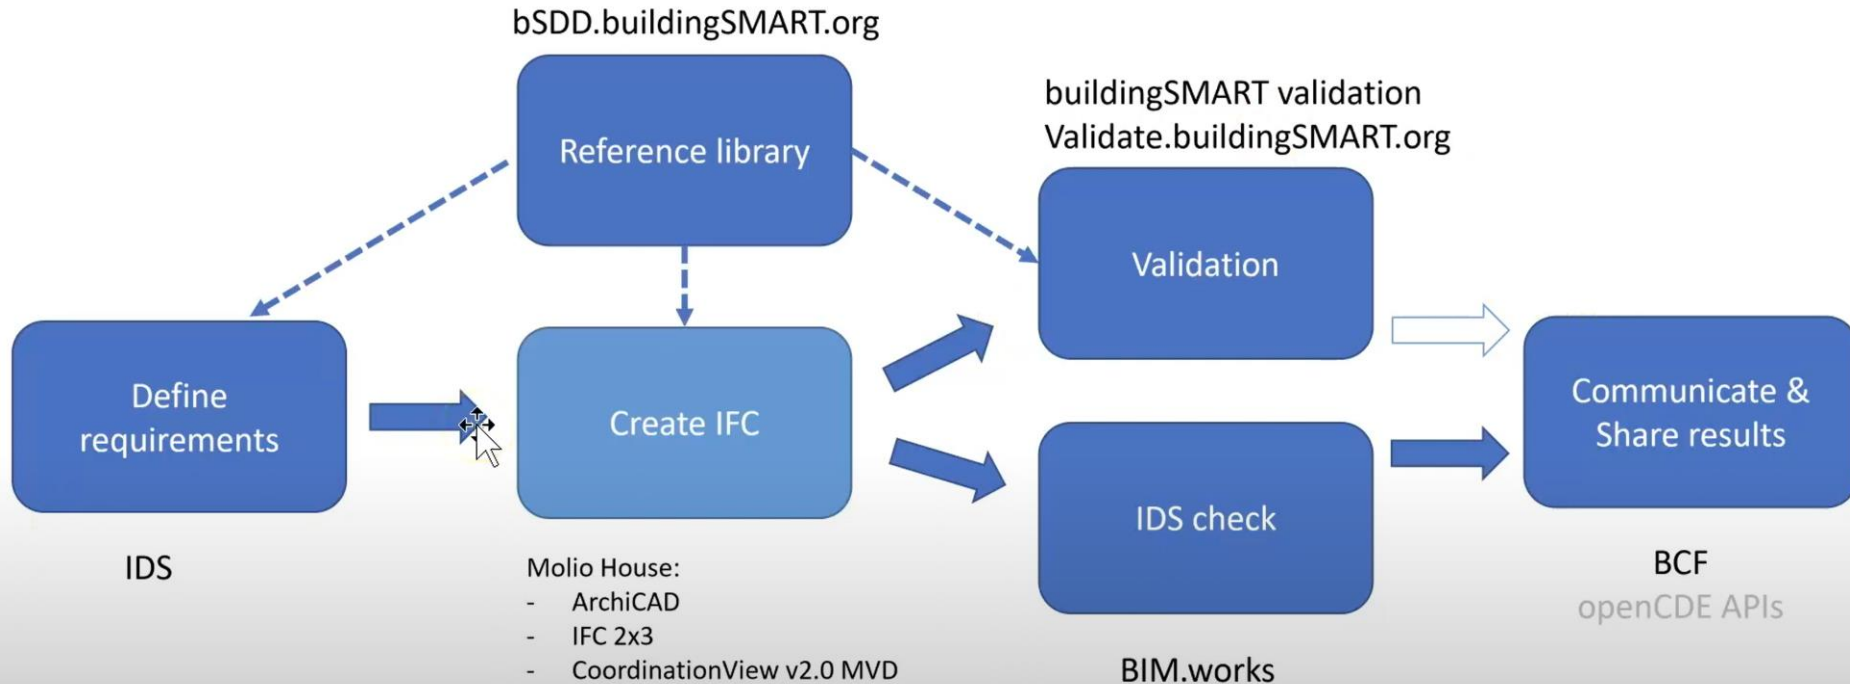 bSDD.buildingSMART.org
Reference library
buildingSMART validation
Validate.buildingSMART.org
Validation
Define
requirements
IDS
Create IFC
Molio House:
- ArchiCAD
- IFC 2x3
- CoordinationView v2.0 MVD
IDS check
BIM.works
Communicate &
Share results
BCF
openCDE APIs